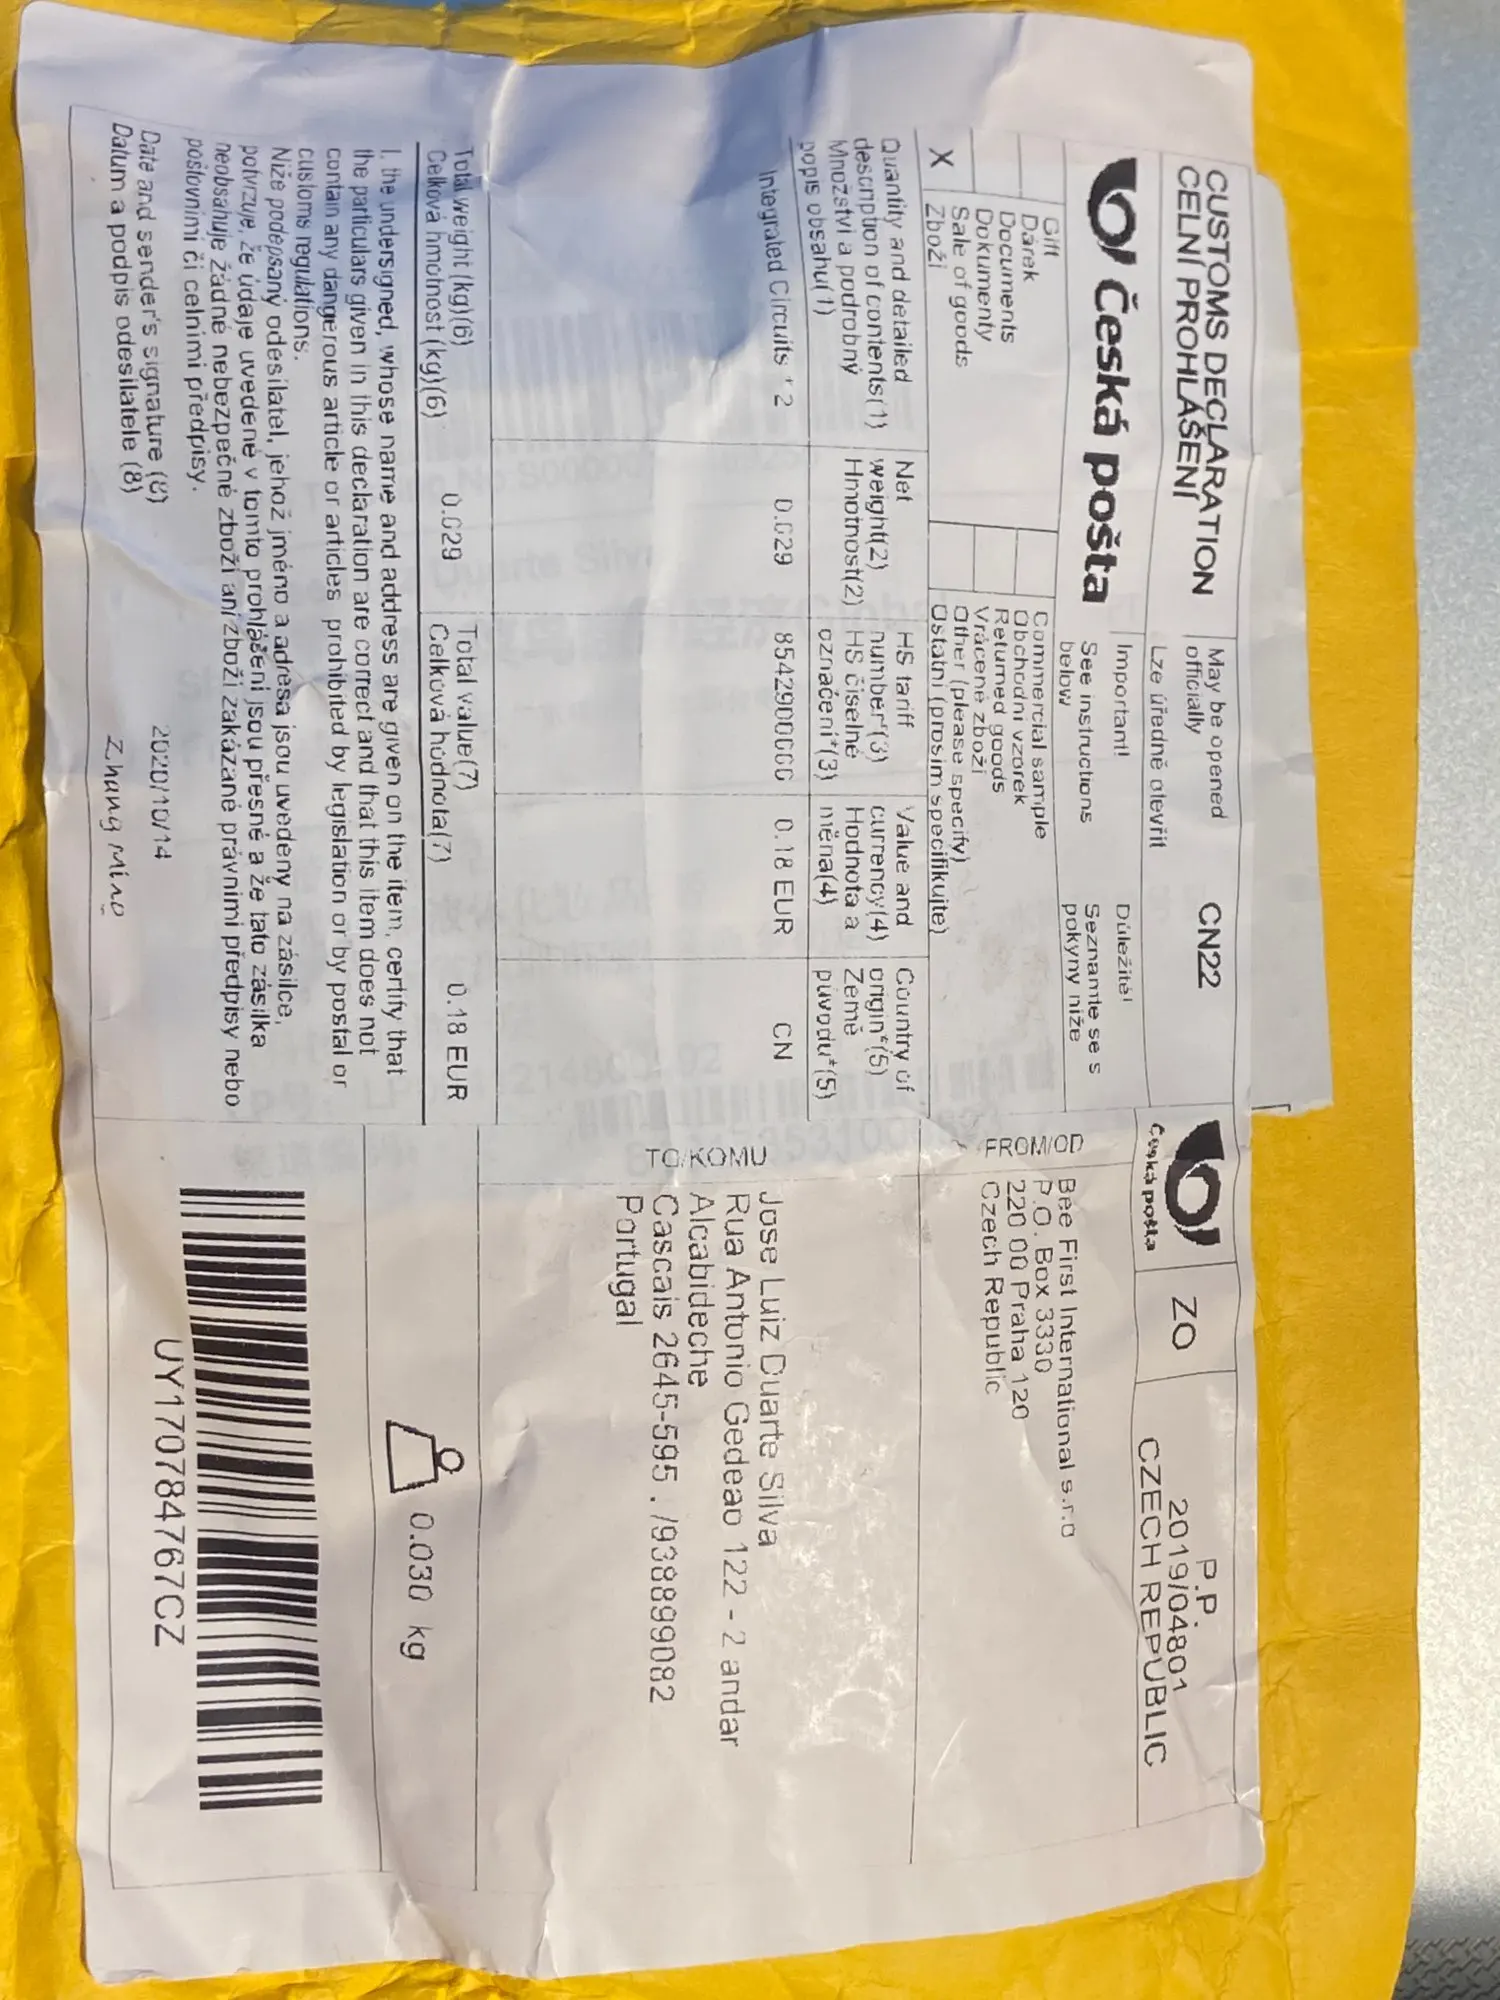 CUSTOMS DECLARATION
CELNÍ PROHLÁŠENÍ
May be opened
officially
Lze úředně otevřít
CN22
Česká pošta
Important!
See instructions
below
Důležité!
Seznamte se s
pokyny níže
Gift
Dárek
Documents
Dokumenty
X
Sale of goods
Zboží
Commercial sample
Obchodní vzorek
Returned goods
Vrácené zboží
Other (please specify)
Ostatní (prosím specifikujte)
Quantity and detailed
description of contents(1)
Množství a podrobný
popis obsahu(1)
Net
weight(2)
Hmotnost(2)
HS tariff
number*(3)
HS číselné
označení*(3)
Value and
currency(4)
Hodnota a
měna(4)
Country of
origin*(5)
Země
původu*(5)
Integrated Circuits *2
0.029
8542900000
0.18 EUR
CN
Total weight (kg)(6)
Celková hmotnost (kg)(6)
0.029
Total value(7)
Celková hodnota(7)
0.18 EUR
I, the undersigned, whose name and address are given on the item, certify that
the particulars given in this declaration are correct and that this item does not
contain any dangerous article or articles prohibited by legislation or by postal or
customs regulations.
Níže podepsaný odesílatel, jehož jméno a adresa jsou uvedeny na zásilce,
potvrzuje, že údaje uvedené v tomto prohlášení jsou přesné a že tato zásilka
neobsahuje žádné nebezpečné zboží ani zboží zakázané právními předpisy nebo
poštovními či celními předpisy.
Date and sender's signature (8)
Datum a podpis odesílatele (8)
2020/10/14
Zhang Ming
Česká pošta
ZO
P.P.
2019/04801
CZECH REPUBLIC
FROM/OD
Bee First International s.r.o
P.O. Box 3330
220 00 Praha 120
Czech Republic
TO/KOMU
Jose Luiz Duarte Silva
Rua Antonio Gedeao 122 - 2 andar
Alcabideche
Cascais 2645-595 . /938899082
Portugal
0.030 kg
UY170784767CZ